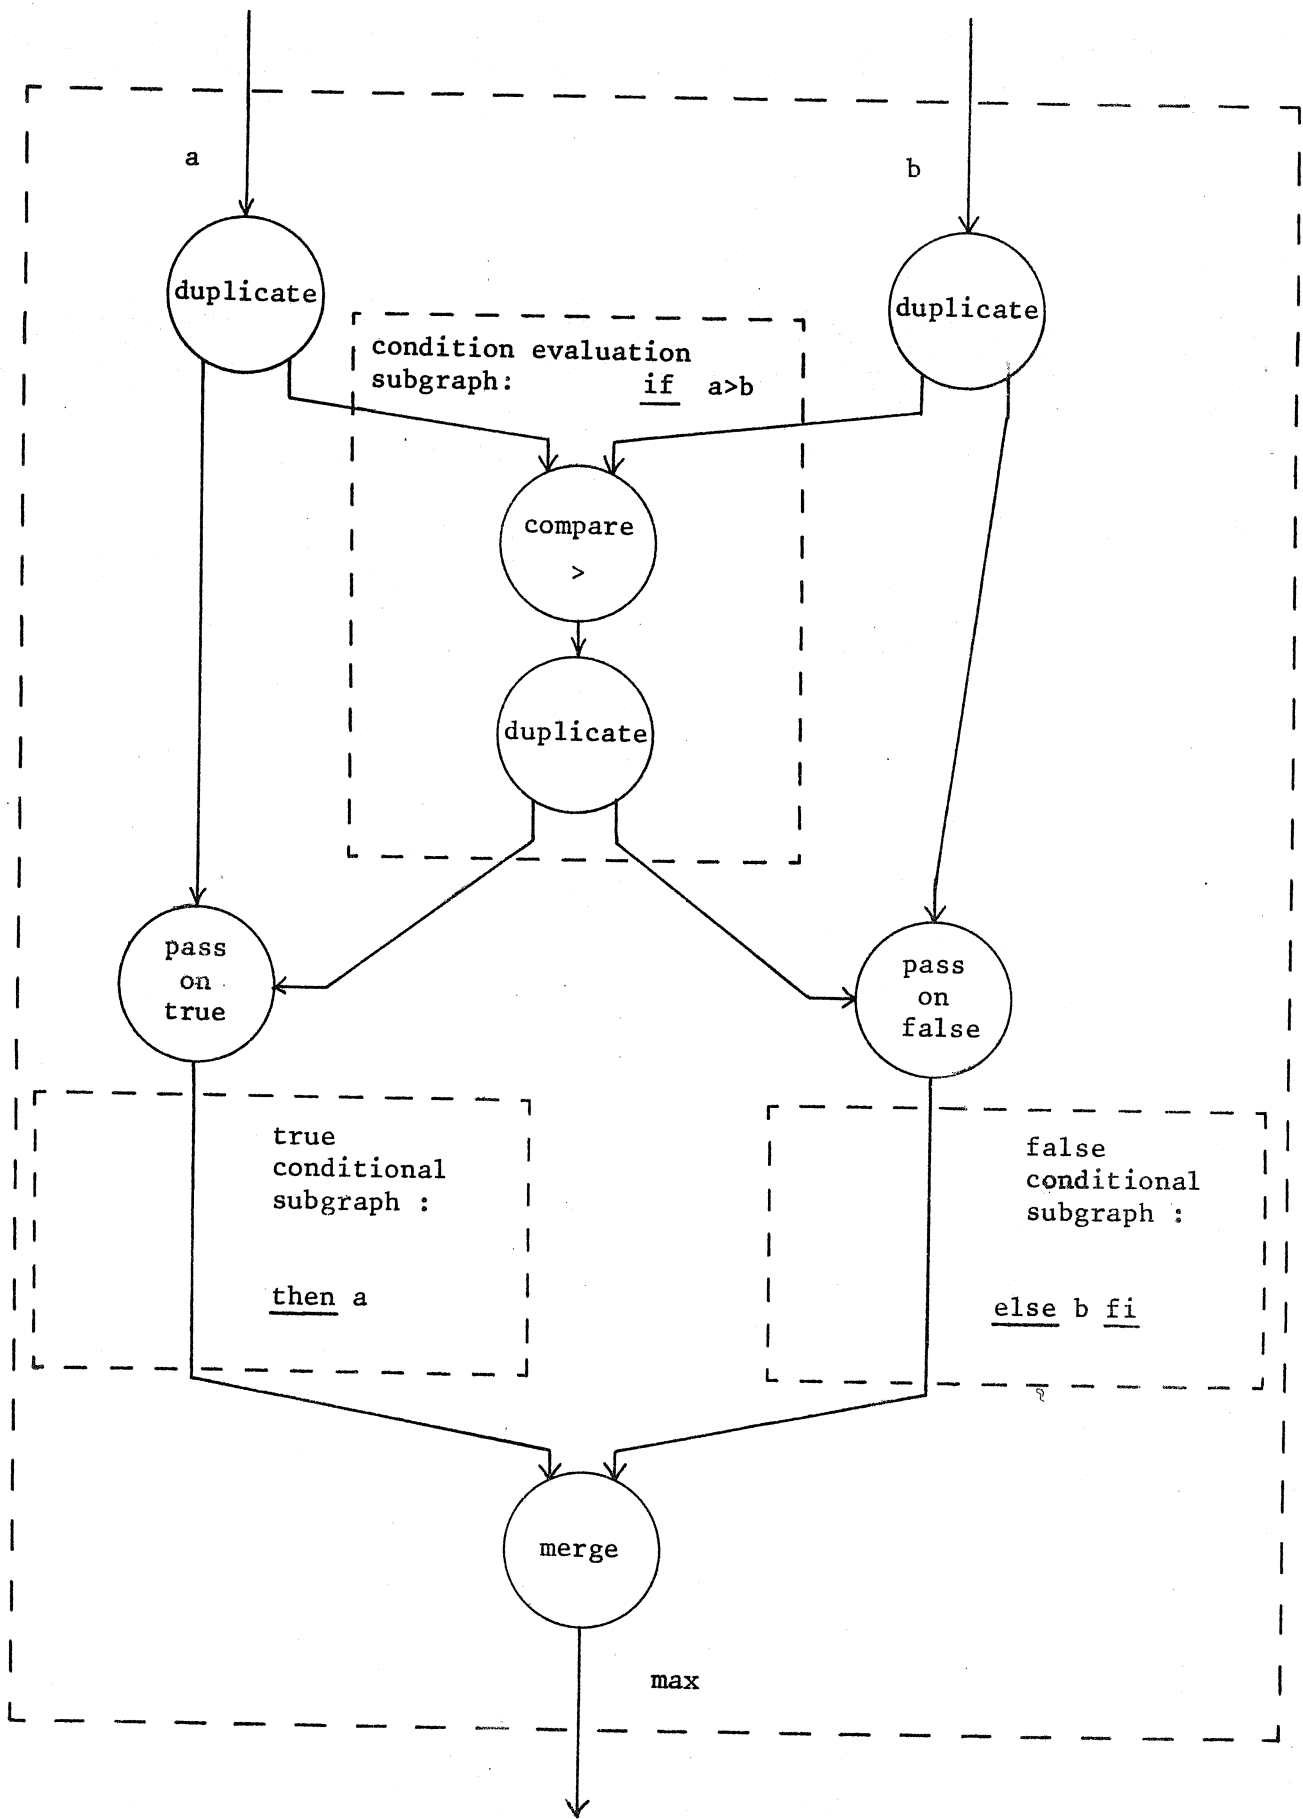 a
b
duplicate
duplicate
condition evaluation
subgraph: if a>b
compare
>
duplicate
pass
on
true
pass
on
false
true
conditional
subgraph :
then a
false
conditional
subgraph :
else b fi
merge
max